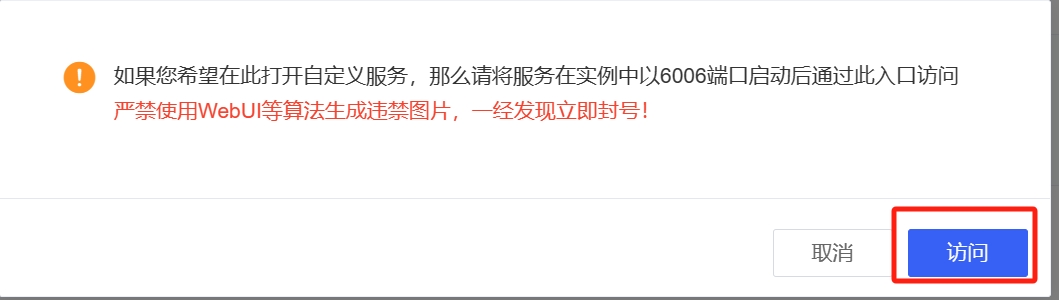 如果您希望在此打开自定义服务，那么请将服务在实例中以6006端口启动后通过此入口访问
严禁使用WebUI等算法生成违禁图片，一经发现立即封号！
取消
访问